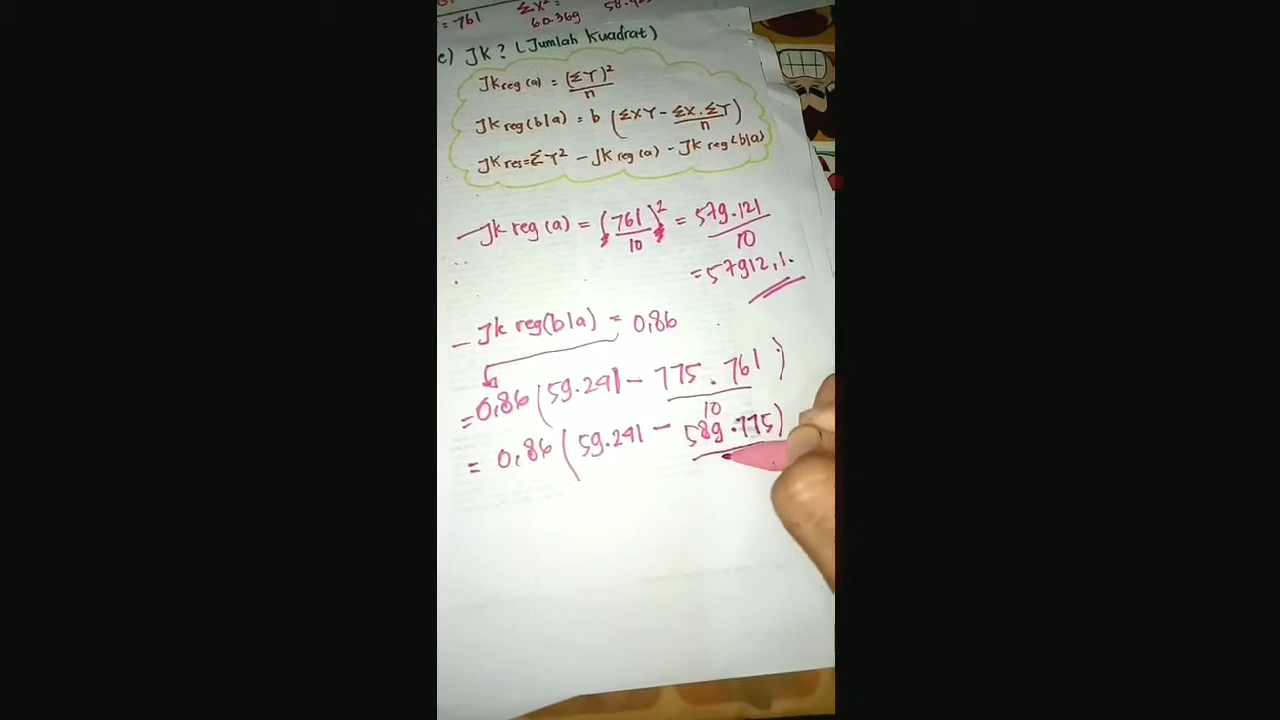 = 761 ΣX² =
60.369
c) JK ? (Jumlah Kuadrat)
JK reg (a) = (ΣY)²
n
JK reg (b|a) = b (ΣXY - ΣX . ΣY)
n
JK res = ΣY² - JK reg (a) - JK reg (b|a)
- JK reg (a) = (761)² = 579.121
10 10
= 57912,1.
- JK reg (b|a) = 0,86
= 0,86 (59.291 - 775 . 761)
10
= 0,86 (59.291 - 589.775)